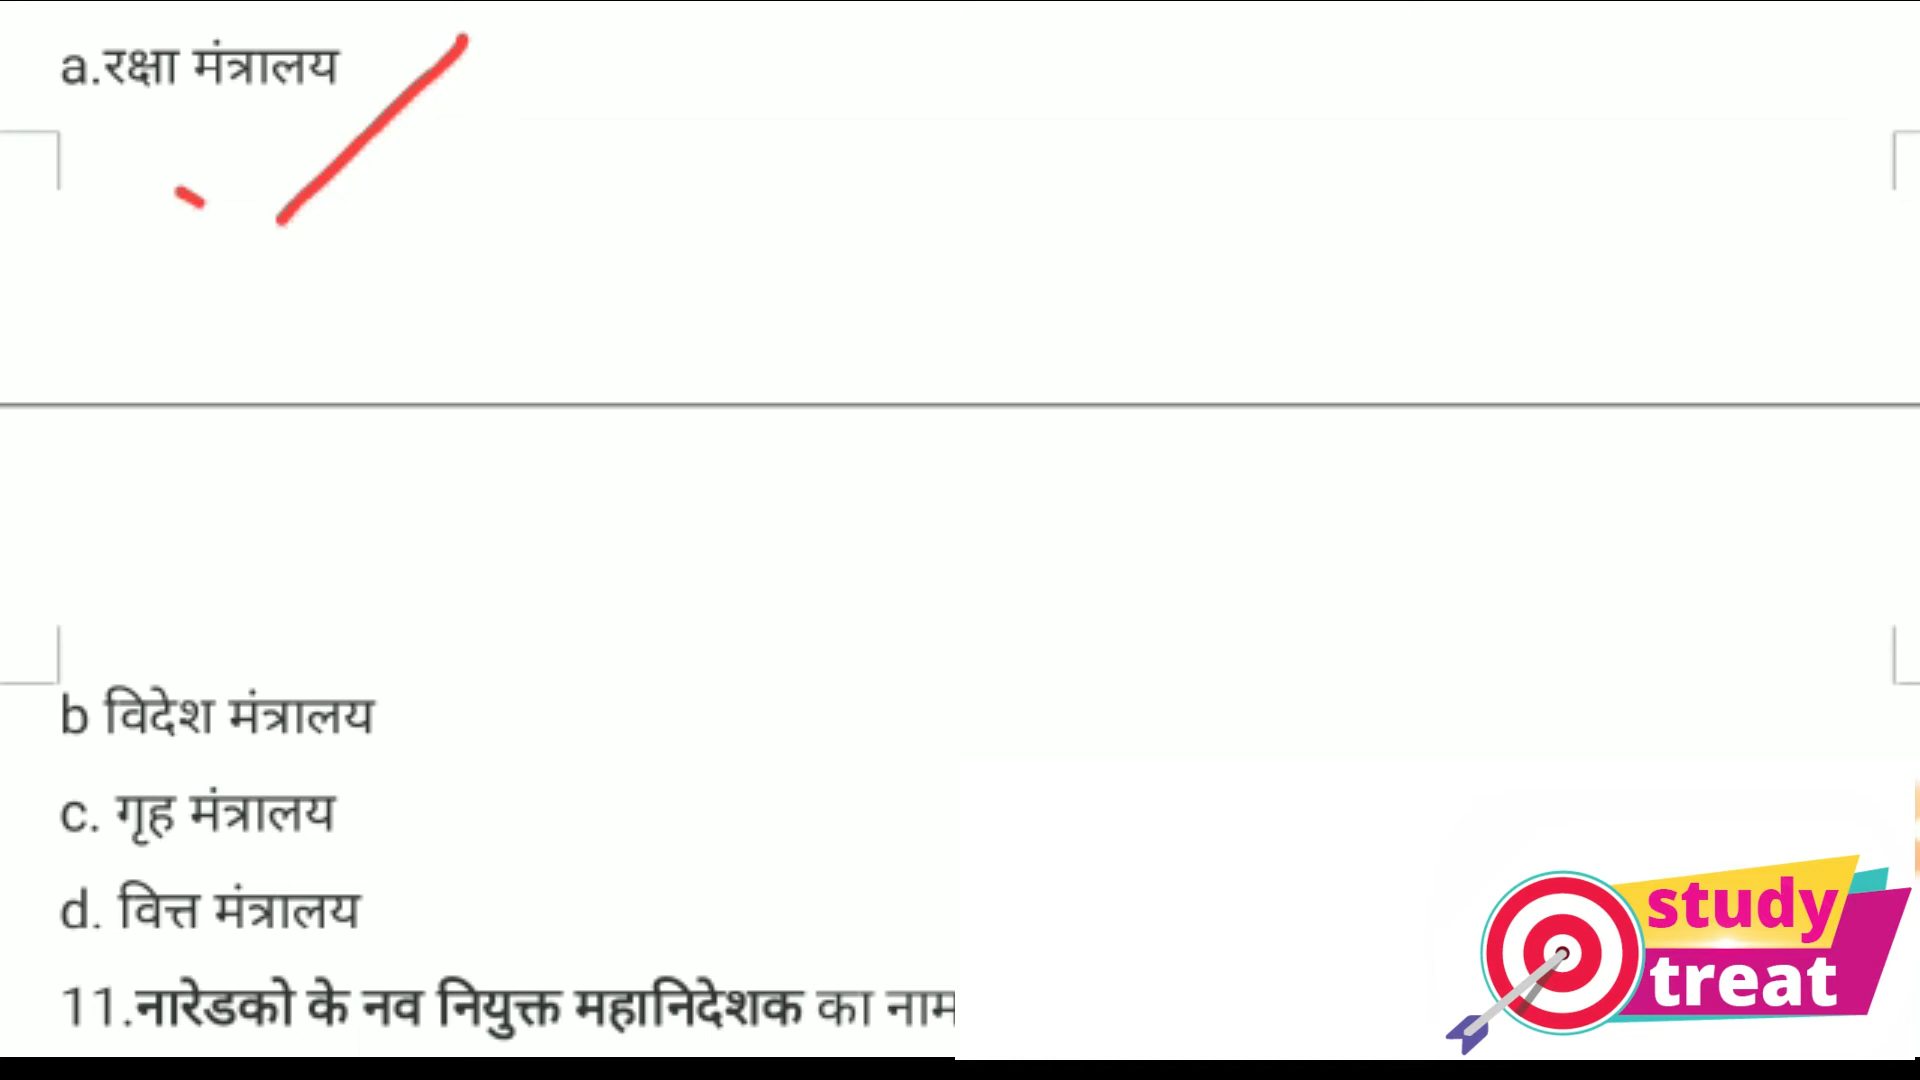 a.रक्षा मंत्रालय
b विदेश मंत्रालय
c. गृह मंत्रालय
d. वित्त मंत्रालय
11.नारेडको के नव नियुक्त महानिदेशक का नाम
study
treat